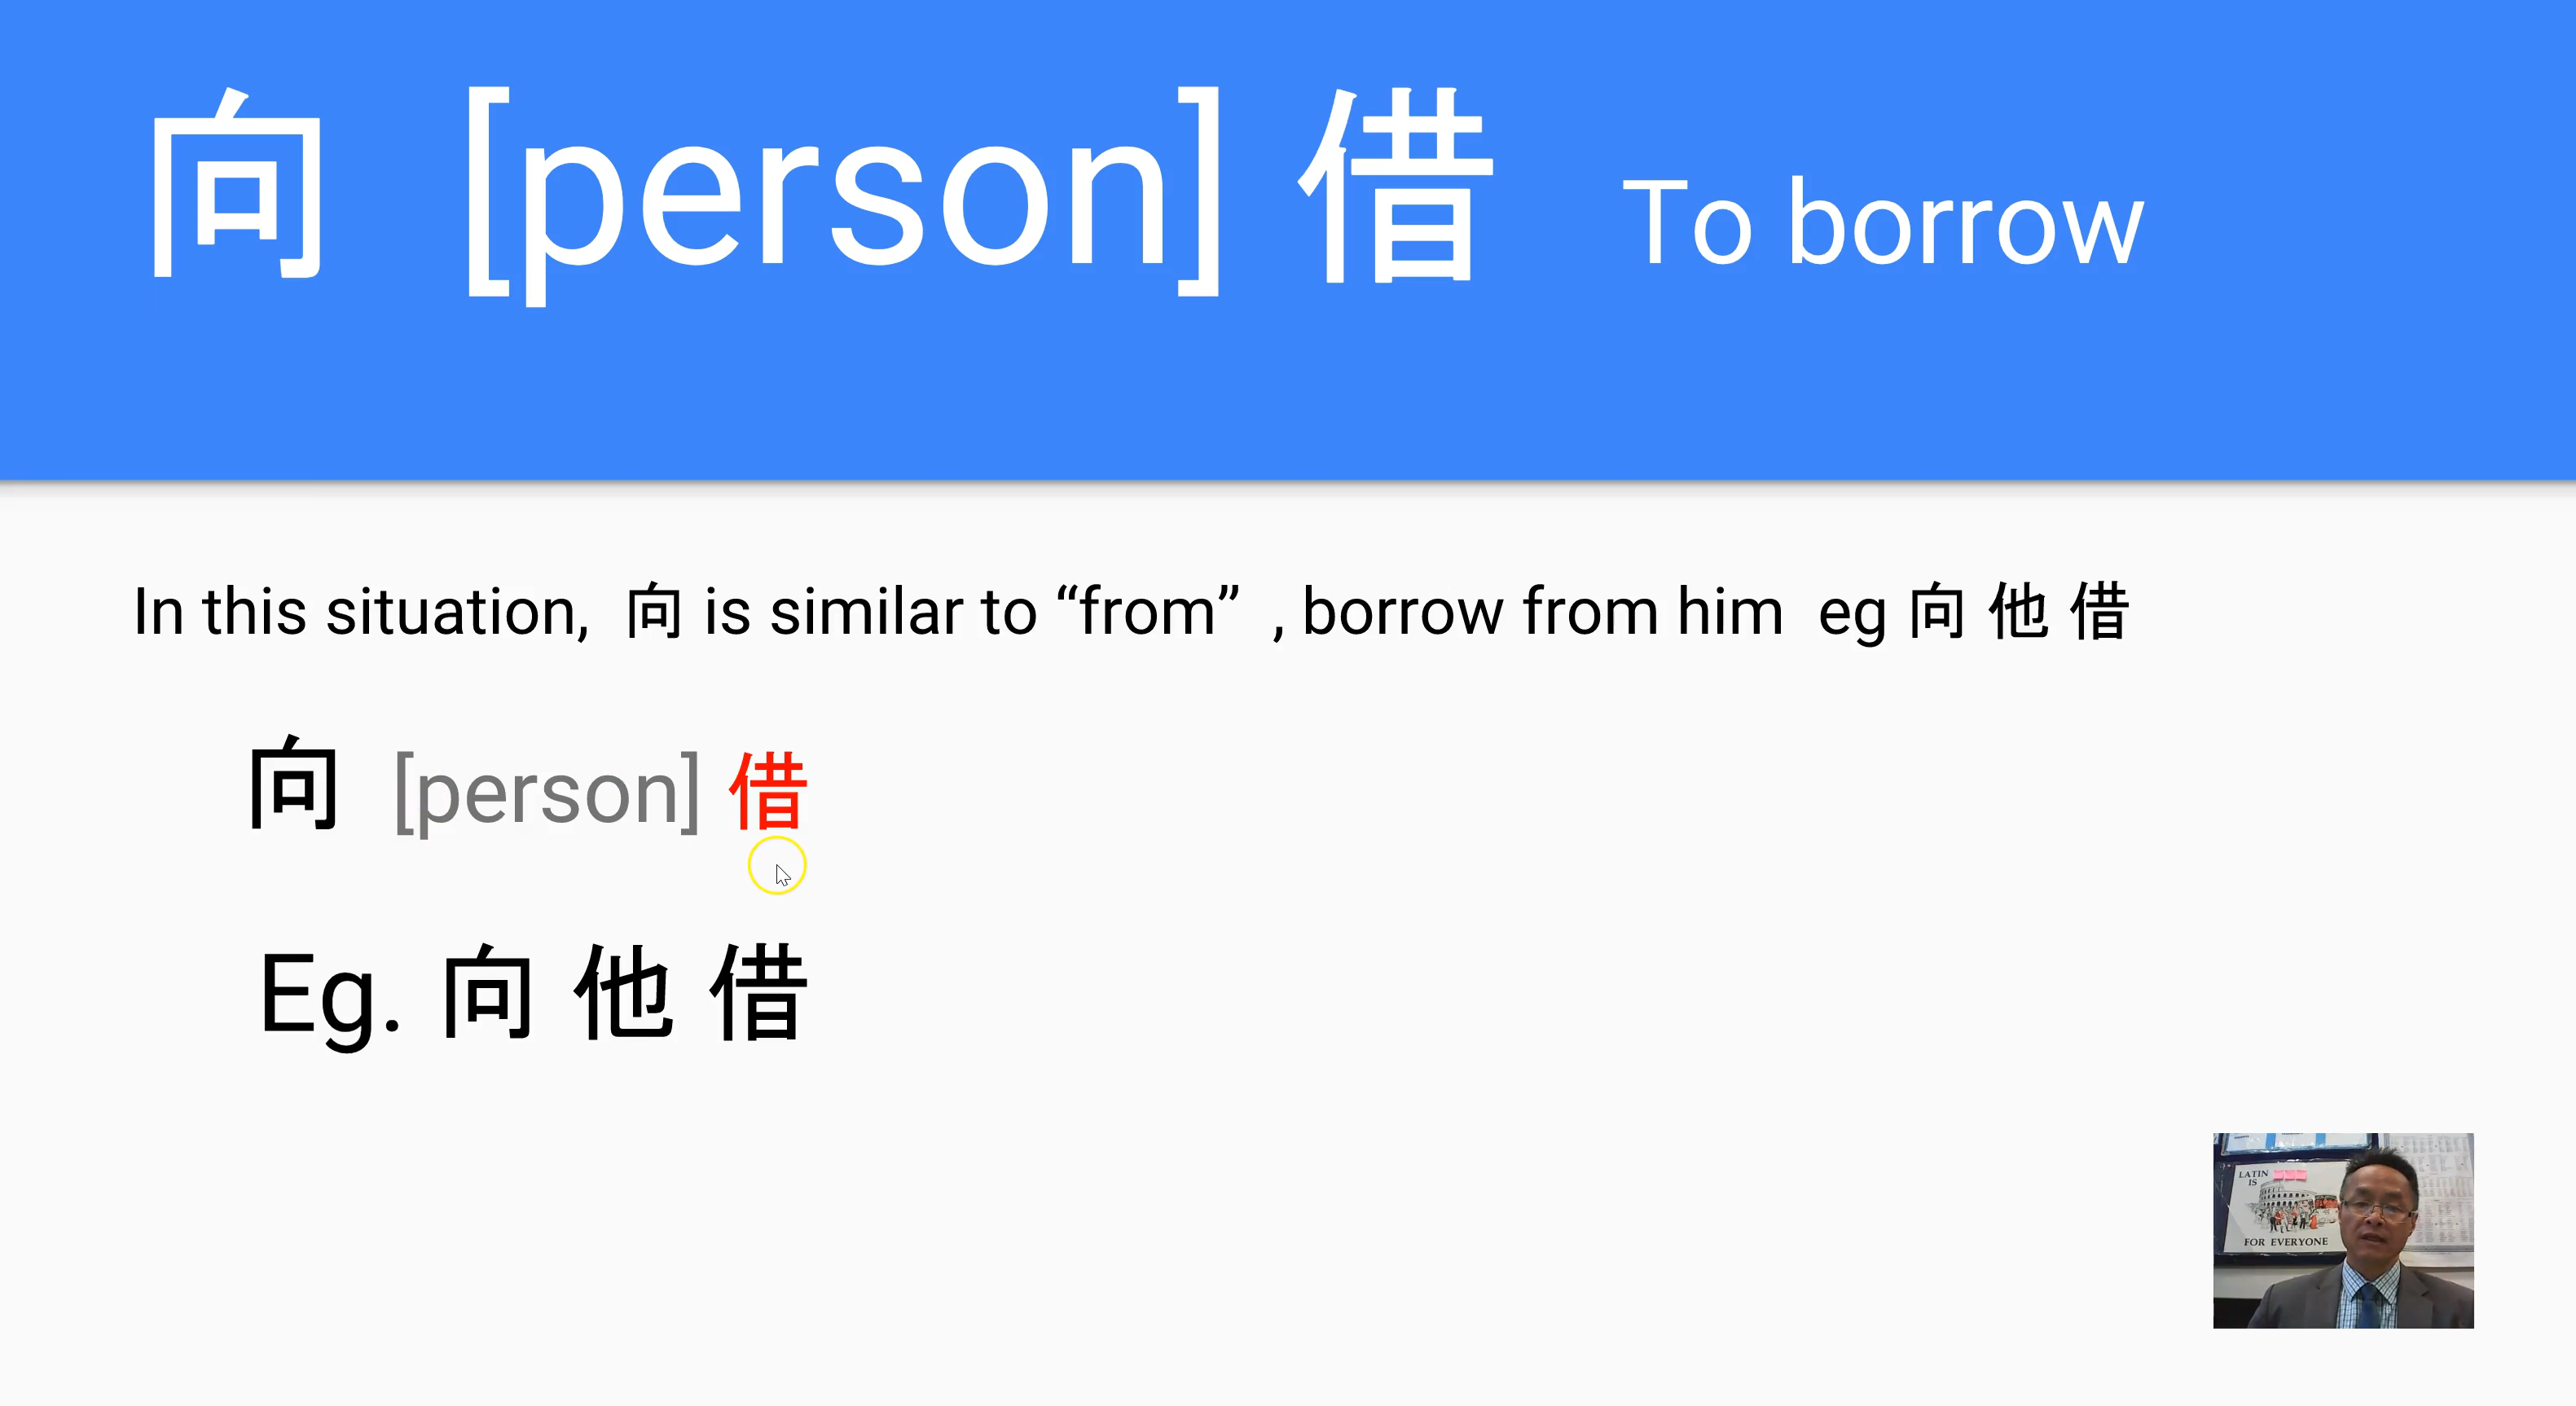 向 [person] 借 To borrow
In this situation, 向 is similar to “from” , borrow from him eg 向 他 借
向 [person] 借
Eg. 向 他 借
LATIN
IS
FOR EVERYONE